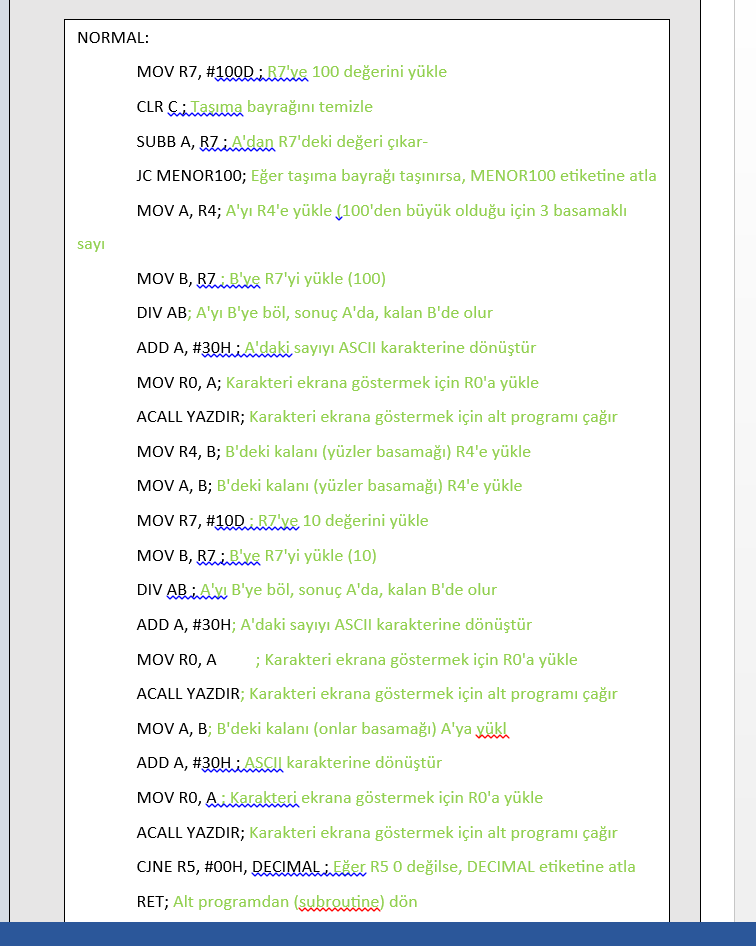 NORMAL:
MOV R7, #100D ; R7'ye 100 değerini yükle
CLR C ; Taşıma bayrağını temizle
SUBB A, R7 ; A'dan R7'deki değeri çıkar-
JC MENOR100; Eğer taşıma bayrağı taşınırsa, MENOR100 etiketine atla
MOV A, R4; A'yı R4'e yükle (100'den büyük olduğu için 3 basamaklı
sayı
MOV B, R7 ; B'ye R7'yi yükle (100)
DIV AB; A'yı B'ye böl, sonuç A'da, kalan B'de olur
ADD A, #30H ; A'daki sayıyı ASCII karakterine dönüştür
MOV R0, A; Karakteri ekrana göstermek için R0'a yükle
ACALL YAZDIR; Karakteri ekrana göstermek için alt programı çağır
MOV R4, B; B'deki kalanı (yüzler basamağı) R4'e yükle
MOV A, B; B'deki kalanı (yüzler basamağı) R4'e yükle
MOV R7, #10D ; R7'ye 10 değerini yükle
MOV B, R7 ; B'ye R7'yi yükle (10)
DIV AB ; A'yı B'ye böl, sonuç A'da, kalan B'de olur
ADD A, #30H; A'daki sayıyı ASCII karakterine dönüştür
MOV R0, A ; Karakteri ekrana göstermek için R0'a yükle
ACALL YAZDIR; Karakteri ekrana göstermek için alt programı çağır
MOV A, B; B'deki kalanı (onlar basamağı) A'ya yükl
ADD A, #30H ; ASCII karakterine dönüştür
MOV R0, A ; Karakteri ekrana göstermek için R0'a yükle
ACALL YAZDIR; Karakteri ekrana göstermek için alt programı çağır
CJNE R5, #00H, DECIMAL ; Eğer R5 0 değilse, DECIMAL etiketine atla
RET; Alt programdan (subroutine) dön